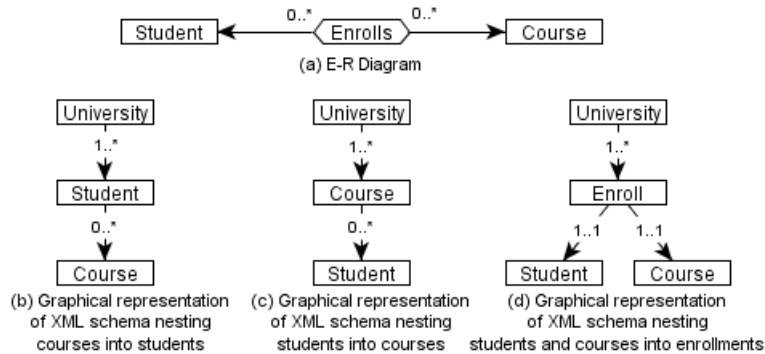 0..* 0..*
Student Enrolls Course
(a) E-R Diagram
University University University
1..* 1..* 1..*
Student Course Enroll
0..* 0..* 1..1 1..1
Course Student Student Course
(b) Graphical representation (c) Graphical representation (d) Graphical representation
of XML schema nesting of XML schema nesting of XML schema nesting
courses into students students into courses students and courses into enrollments